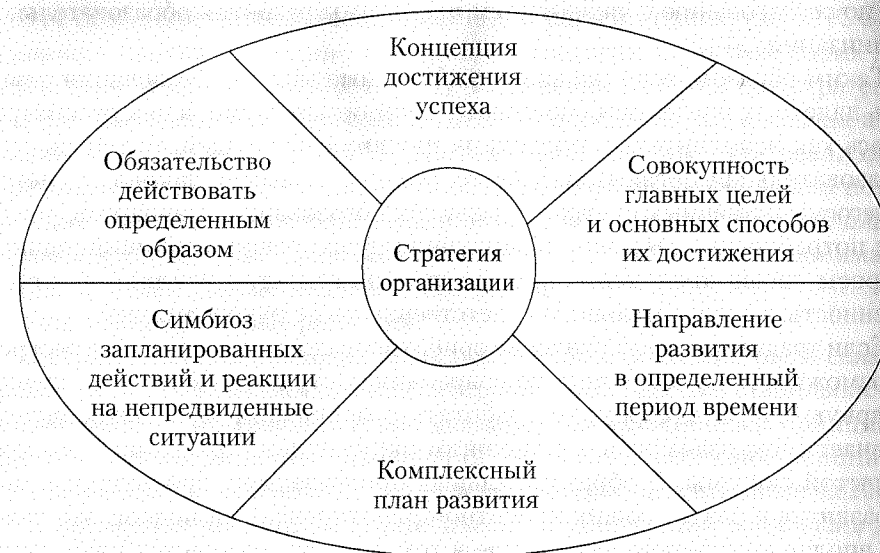 Концепция
достижения
успеха
Обязательство
действовать
определенным
образом
Совокупность
главных целей
и основных способов
их достижения
Стратегия
организации
Симбиоз
запланированных
действий и реакции
на непредвиденные
ситуации
Направление
развития
в определенный
период времени
Комплексный
план развития